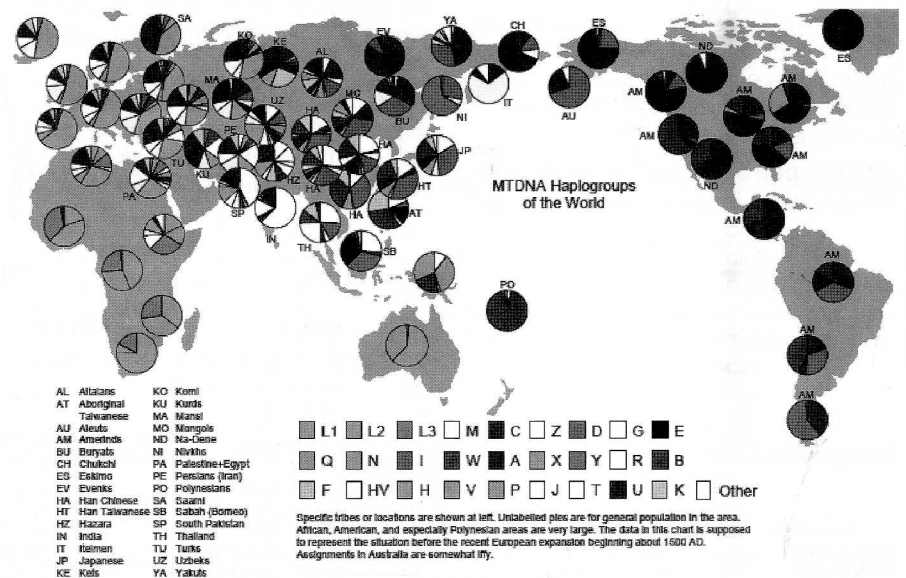 SA
KO
KE
AL
EV
YA
CH
ES
ND
ES
MA
UZ
HA
MO
BU
NI
IT
AU
AM
AM
AM
PE
HA
JP
AM
AM
TU
KU
HZ
HA
HT
ND
PA
SP
HA
AT
MTDNA Haplogroups
of the World
AM
IN
TH
SB
AM
PO
AM
AM
AL Altaians
AT Aboriginal
Taiwanese
AU Aleuts
AM Amerinds
BU Buryats
CH Chukchi
ES Eskimo
EV Evenks
HA Han Chinese
HT Han Taiwanese
HZ Hazara
IN India
IT Itelmen
JP Japanese
KE Kets
KO Komi
KU Kurds
MA Mansi
MO Mongols
ND Na-Dene
NI Nivkhs
PA Palestine+Egypt
PE Persians (Iran)
PO Polynesians
SA Saami
SB Sabah (Borneo)
SP South Pakistan
TH Thailand
TU Turks
UZ Uzbeks
YA Yakuts
L1 L2 L3 M C Z D G E
Q N I W A X Y R B
F HV H V P J T U K Other
Specific tribes or locations are shown at left. Unlabelled pies are for general population in the area.
African, American, and especially Polynesian areas are very large. The data in this chart is supposed
to represent the situation before the recent European expansion beginning about 1500 AD.
Assignments in Australia are somewhat iffy.